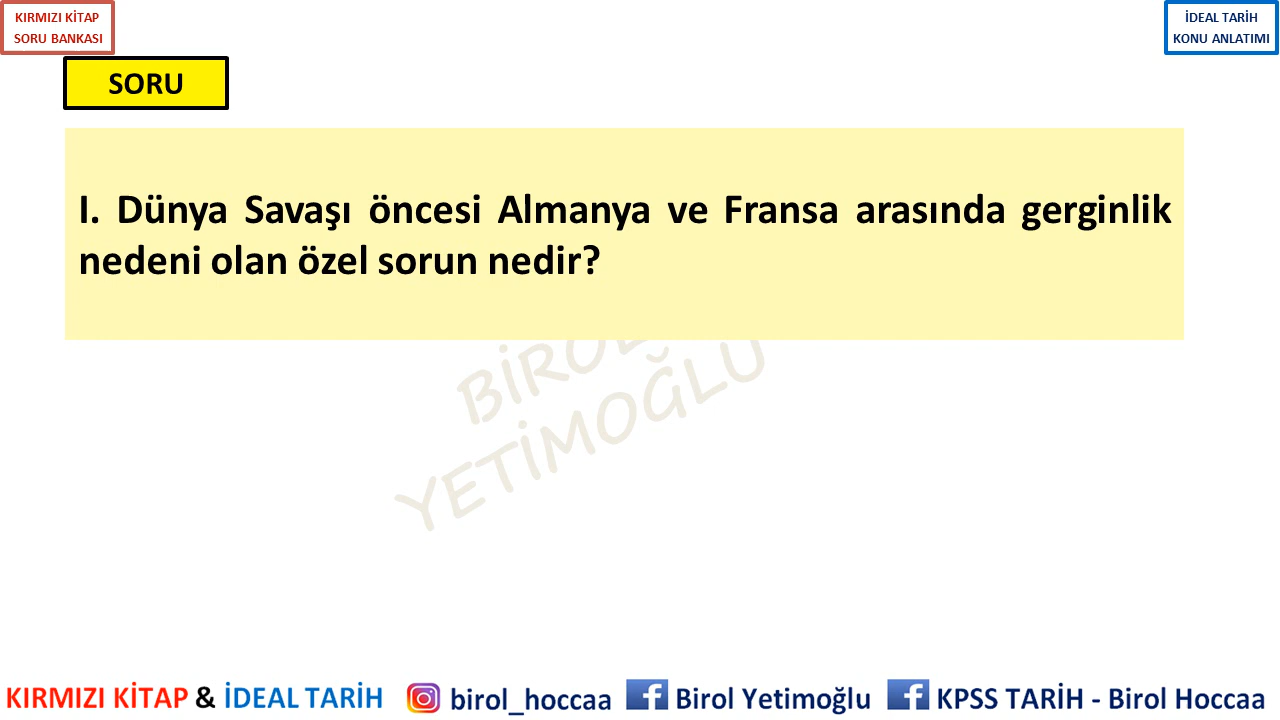 KIRMIZI KİTAP
SORU BANKASI
İDEAL TARİH
KONU ANLATIMI
SORU
I. Dünya Savaşı öncesi Almanya ve Fransa arasında gerginlik
nedeni olan özel sorun nedir?
BİROL
YETİMOĞLU
KIRMIZI KİTAP & İDEAL TARİH birol_hoccaa Birol Yetimoğlu KPSS TARİH - Birol Hoccaa